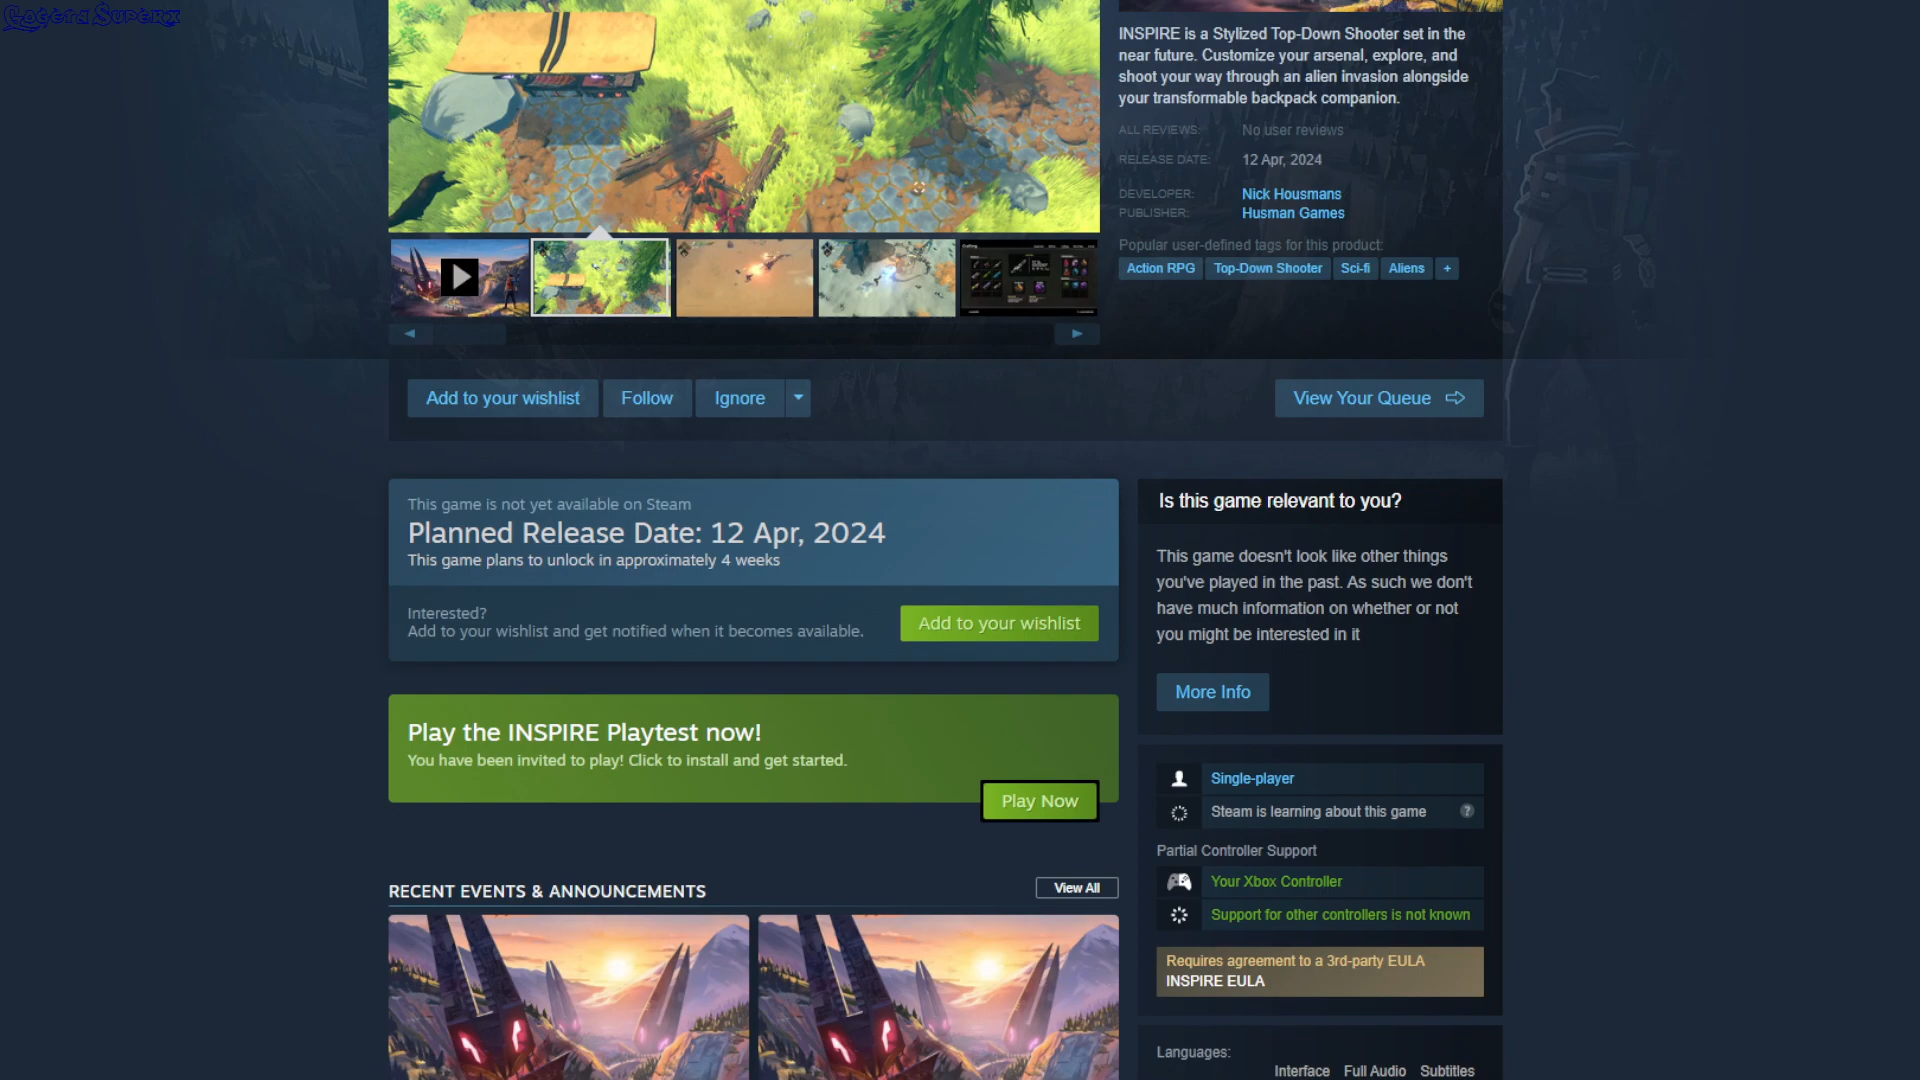 INSPIRE is a Stylized Top-Down Shooter set in the
near future. Customize your arsenal, explore, and
shoot your way through an alien invasion alongside
your transformable backpack companion.
ALL REVIEWS: No user reviews
RELEASE DATE: 12 Apr, 2024
DEVELOPER: Nick Housmans
PUBLISHER: Husman Games
Popular user-defined tags for this product:
Action RPG Top-Down Shooter Sci-fi Aliens +
Add to your wishlist Follow Ignore View Your Queue
This game is not yet available on Steam
Planned Release Date: 12 Apr, 2024
This game plans to unlock in approximately 4 weeks
Interested?
Add to your wishlist and get notified when it becomes available.
Add to your wishlist
Play the INSPIRE Playtest now!
You have been invited to play! Click to install and get started.
Play Now
RECENT EVENTS & ANNOUNCEMENTS
View All
Is this game relevant to you?
This game doesn't look like other things
you've played in the past. As such we don't
have much information on whether or not
you might be interested in it
More Info
Single-player
Steam is learning about this game ?
Partial Controller Support
Your Xbox Controller
Support for other controllers is not known
Requires agreement to a 3rd-party EULA
INSPIRE EULA
Languages:
Interface Full Audio Subtitles